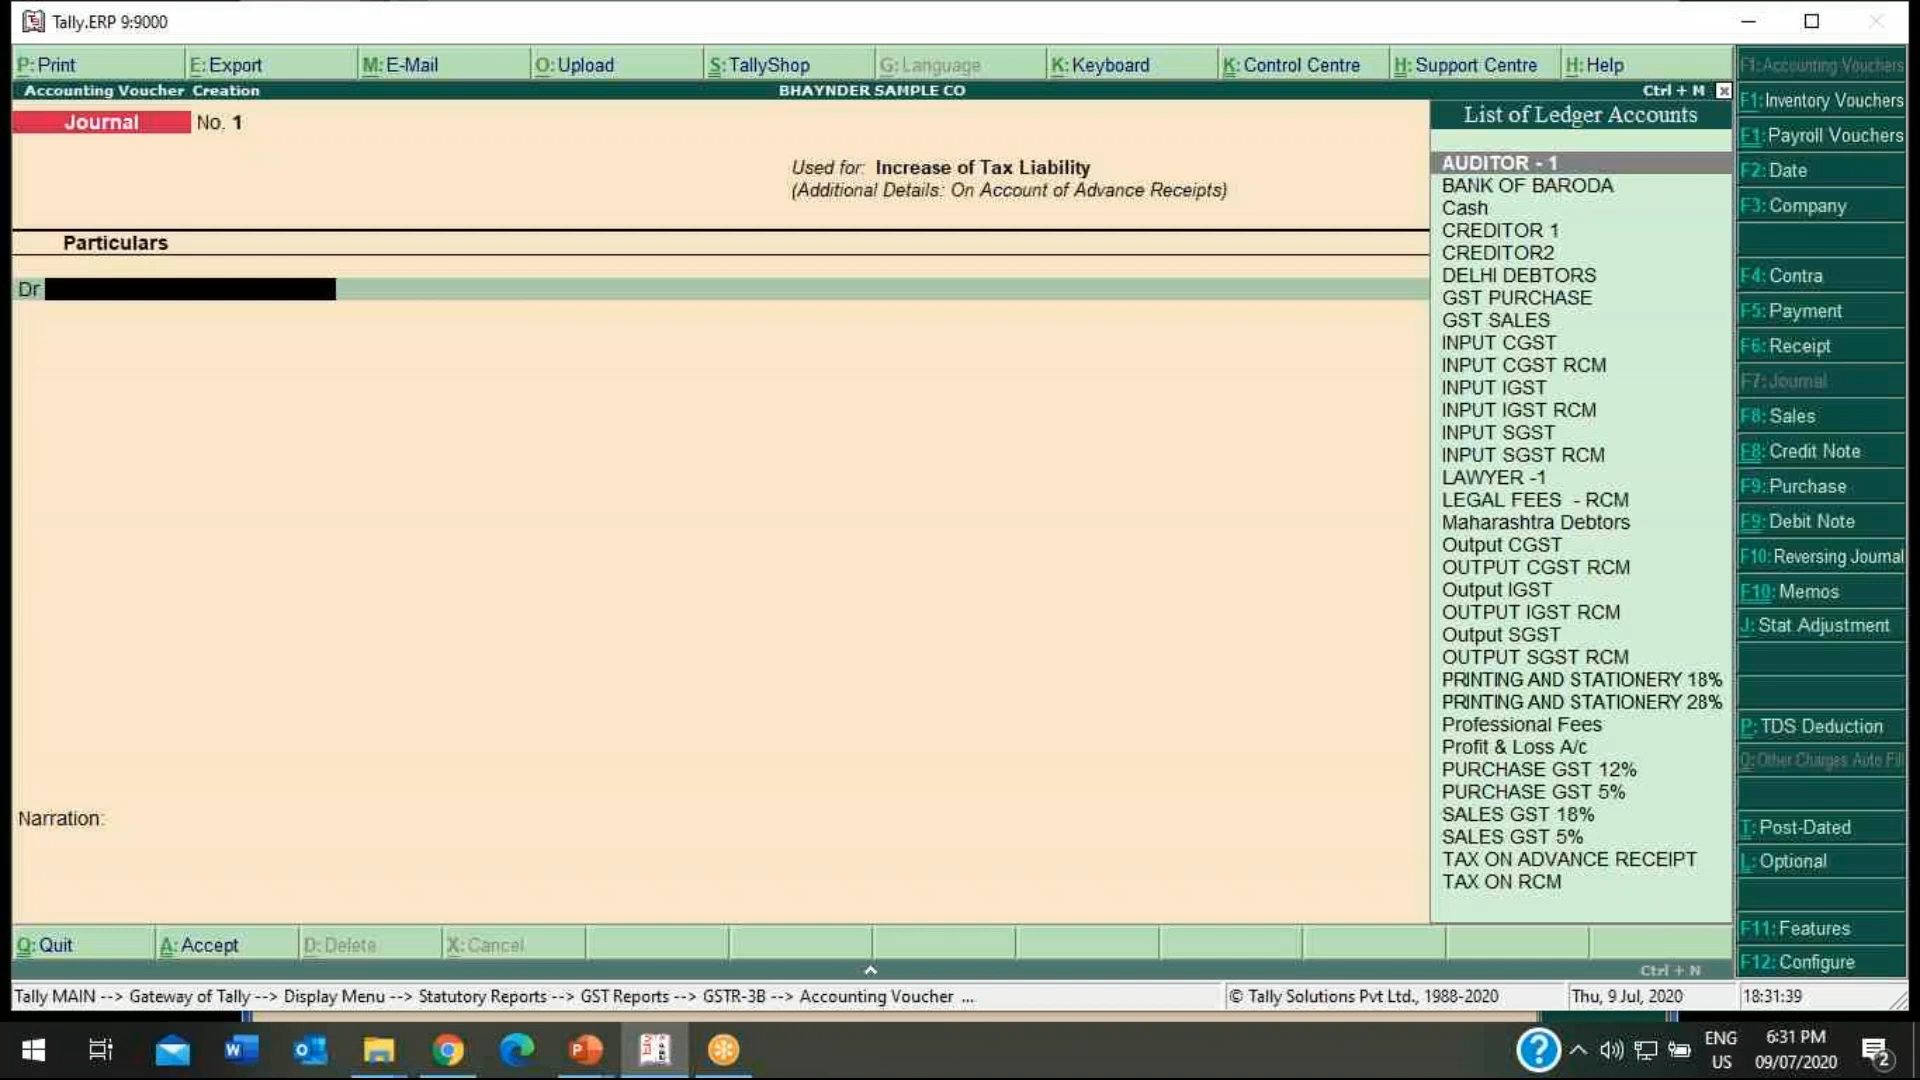 Tally.ERP 9:9000
P: Print E: Export M: E-Mail O: Upload S: TallyShop G: Language K: Keyboard K: Control Centre H: Support Centre H: Help
Accounting Voucher Creation BHAYNDER SAMPLE CO Ctrl + M
Journal No. 1
Used for: Increase of Tax Liability
(Additional Details: On Account of Advance Receipts)
Particulars
Dr
Narration:
List of Ledger Accounts
AUDITOR - 1
BANK OF BARODA
Cash
CREDITOR 1
CREDITOR2
DELHI DEBTORS
GST PURCHASE
GST SALES
INPUT CGST
INPUT CGST RCM
INPUT IGST
INPUT IGST RCM
INPUT SGST
INPUT SGST RCM
LAWYER -1
LEGAL FEES - RCM
Maharashtra Debtors
Output CGST
OUTPUT CGST RCM
Output IGST
OUTPUT IGST RCM
Output SGST
OUTPUT SGST RCM
PRINTING AND STATIONERY 18%
PRINTING AND STATIONERY 28%
Professional Fees
Profit & Loss A/c
PURCHASE GST 12%
PURCHASE GST 5%
SALES GST 18%
SALES GST 5%
TAX ON ADVANCE RECEIPT
TAX ON RCM
F1: Accounting Vouchers
F1: Inventory Vouchers
F1: Payroll Vouchers
F2: Date
F3: Company
F4: Contra
F5: Payment
F6: Receipt
F7: Journal
F8: Sales
F8: Credit Note
F9: Purchase
F9: Debit Note
F10: Reversing Journal
F10: Memos
J: Stat Adjustment
P: TDS Deduction
Q: Other Charges Auto Fill
T: Post-Dated
L: Optional
F11: Features
F12: Configure
Q: Quit A: Accept D: Delete X: Cancel
Ctrl + N
Tally MAIN --> Gateway of Tally --> Display Menu --> Statutory Reports --> GST Reports --> GSTR-3B --> Accounting Voucher ... © Tally Solutions Pvt Ltd., 1988-2020 Thu, 9 Jul, 2020 18:31:39
ENG 6:31 PM
US 09/07/2020 2